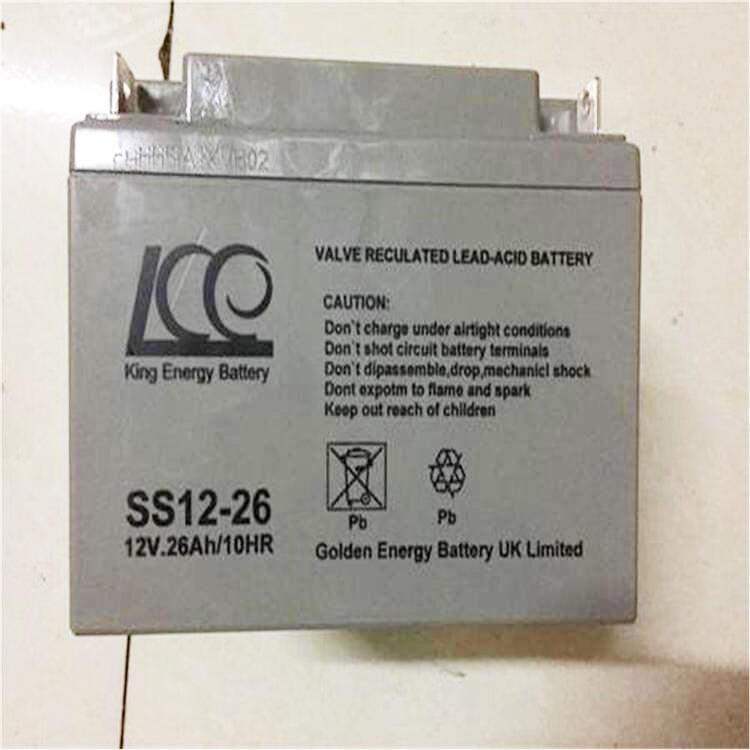 VALVE RECULATED LEAD-ACID BATTERY
CAUTION:
Don't charge under airtight conditions
Don't shot circuit battery terminals
Don't dipassemble,drop,mechanicl shock
Dont expotm to flame and spark
Keep out reach of children
King Energy Battery
SS12-26
12V.26Ah/10HR
Pb
Pb
Golden Energy Battery UK Limited